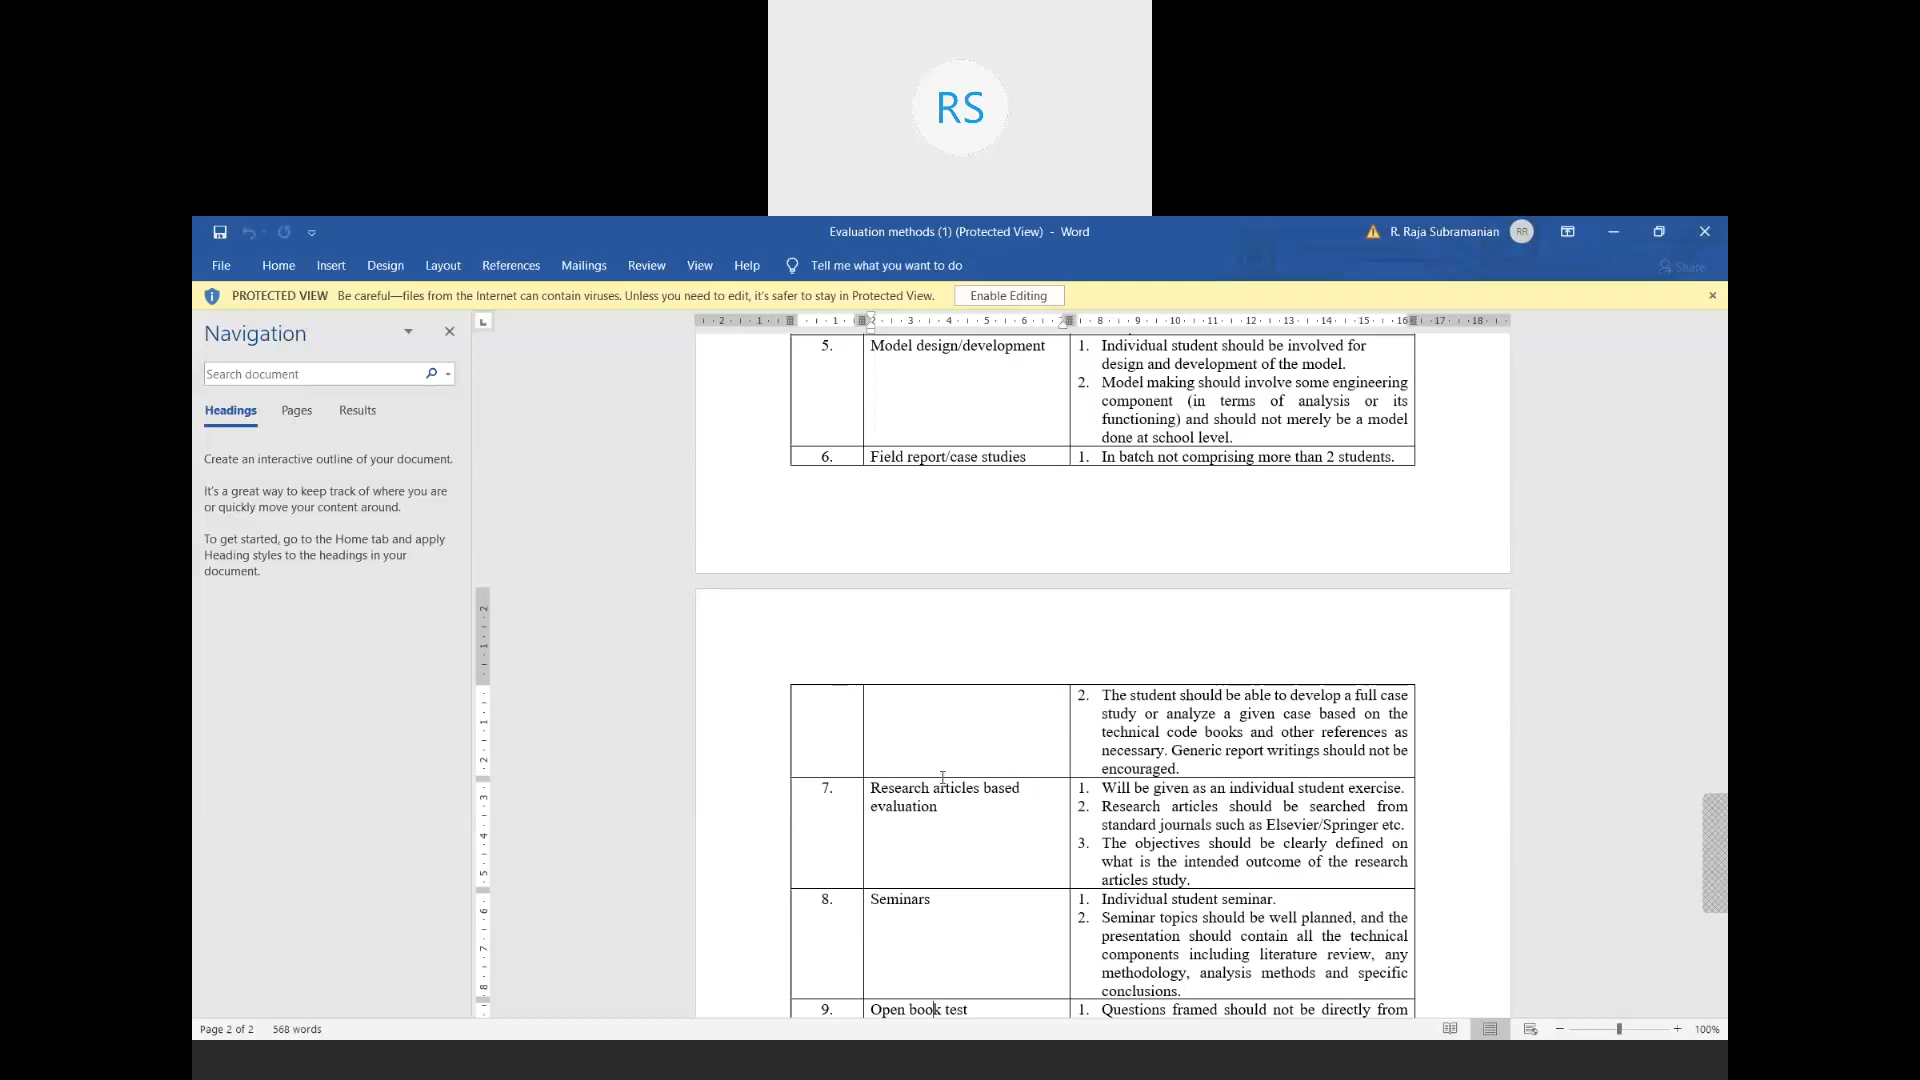 RS
Evaluation methods (1) (Protected View) - Word
R. Raja Subramanian
RR
File Home Insert Design Layout References Mailings Review View Help Tell me what you want to do
Share
PROTECTED VIEW Be careful—files from the Internet can contain viruses. Unless you need to edit, it's safer to stay in Protected View. Enable Editing
Navigation
Search document
Headings Pages Results
Create an interactive outline of your document.
It's a great way to keep track of where you are
or quickly move your content around.
To get started, go to the Home tab and apply
Heading styles to the headings in your
document.
5. Model design/development 1. Individual student should be involved for
design and development of the model.
2. Model making should involve some engineering
component (in terms of analysis or its
functioning) and should not merely be a model
done at school level.
6. Field report/case studies 1. In batch not comprising more than 2 students.
2. The student should be able to develop a full case
study or analyze a given case based on the
technical code books and other references as
necessary. Generic report writings should not be
encouraged.
7. Research articles based 1. Will be given as an individual student exercise.
evaluation 2. Research articles should be searched from
standard journals such as Elsevier/Springer etc.
3. The objectives should be clearly defined on
what is the intended outcome of the research
articles study.
8. Seminars 1. Individual student seminar.
2. Seminar topics should be well planned, and the
presentation should contain all the technical
components including literature review, any
methodology, analysis methods and specific
conclusions.
9. Open book test 1. Questions framed should not be directly from
Page 2 of 2 568 words
100%